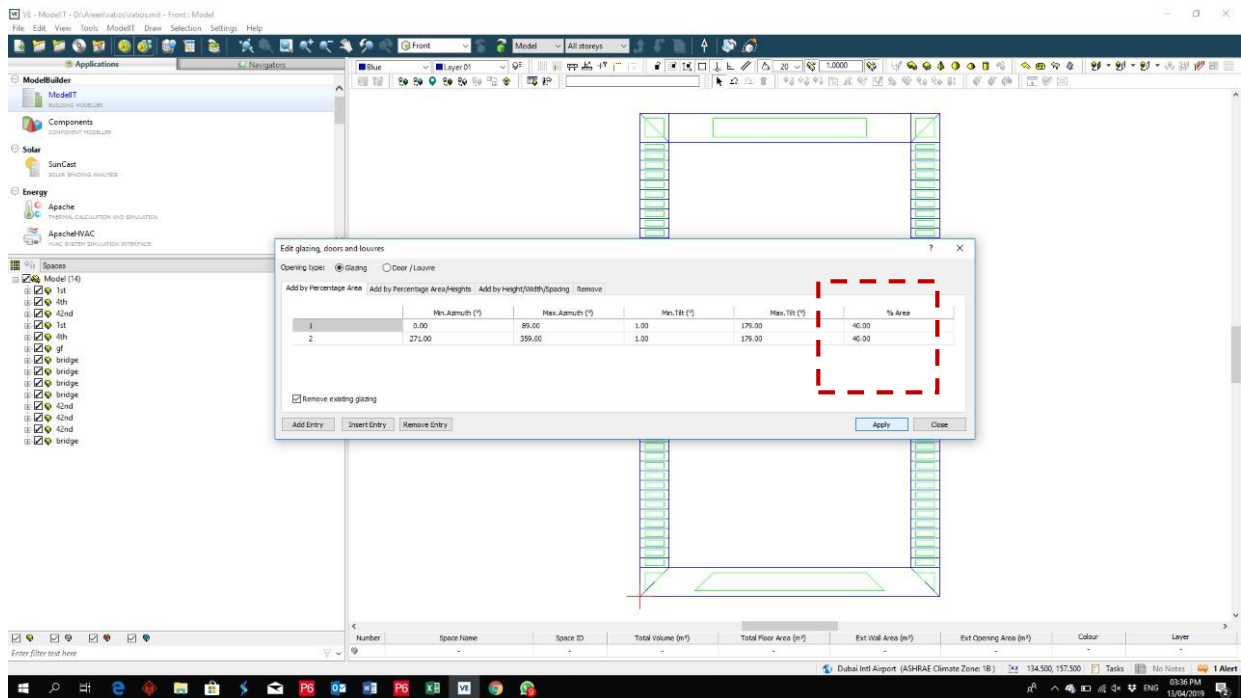 VE VE - ModelIT - D:\Areen\ratios\ratios.mit - Front : Model
File Edit View Tools ModelIT Draw Selection Settings Help
Front Model All storeys
Applications Navigators
Blue Layer 01 20 1.0000
ModelBuilder
ModelIT
BUILDING MODELLER
Components
COMPONENT MODELLER
Solar
SunCast
SOLAR SHADING ANALYSIS
Energy
Apache
THERMAL CALCULATION AND SIMULATION
ApacheHVAC
HVAC SYSTEM SIMULATION INTERFACE
Spaces
Model (14)
1st
4th
42nd
1st
4th
gf
bridge
bridge
bridge
bridge
42nd
42nd
42nd
bridge
Edit glazing, doors and louvres ? ×
Opening type: Glazing Door / Louvre
Add by Percentage Area Add by Percentage Area/Heights Add by Height/Width/Spacing Remove
Min.Azimuth (°) Max.Azimuth (°) Min.Tilt (°) Max.Tilt (°) % Area
1 0.00 89.00 1.00 179.00 40.00
2 271.00 359.00 1.00 179.00 40.00
Remove existing glazing
Add Entry Insert Entry Remove Entry Apply Close
Number Space Name Space ID Total Volume (m³) Total Floor Area (m²) Ext Wall Area (m²) Ext Opening Area (m²) Colour Layer
- - - - - - - -
Enter filter text here
Dubai Intl Airport (ASHRAE Climate Zone: 1B) 134.500, 157.500 Tasks No Notes 1 Alert
P6 P6 VE ENG 03:36 PM
13/04/2019